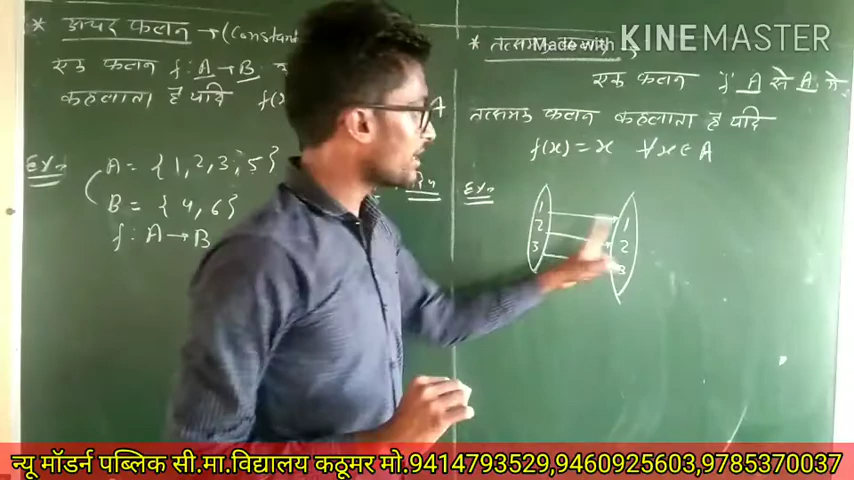 * अचर फलन → (Constant
एक फलन f: A → B
कहलाता है यदि f(x
A
Ex:-
A = {1, 2, 3, 5}
B = {4, 6}
f: A → B
* तत्समक फलन
Made with KINEMASTER
एक फलन f A से A में
तत्समक फलन कहलाता है यदि
f(x) = x ∀ x ∈ A
Ex:-
1 1
2 2
3 3
न्यू मॉडर्न पब्लिक सी.मा.विद्यालय कठूमर मो.9414793529,9460925603,9785370037